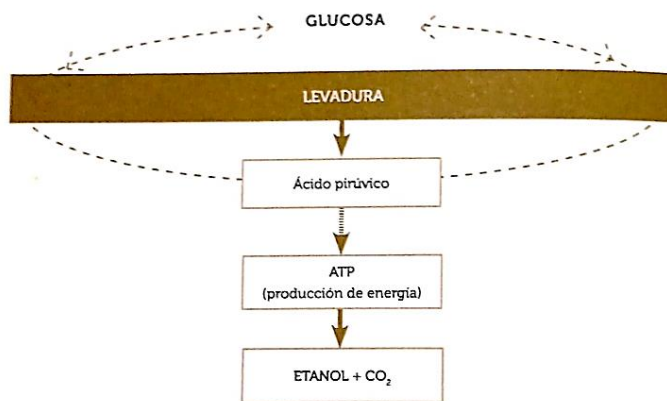 GLUCOSA
LEVADURA
Ácido pirúvico
ATP
(producción de energía)
ETANOL + CO₂